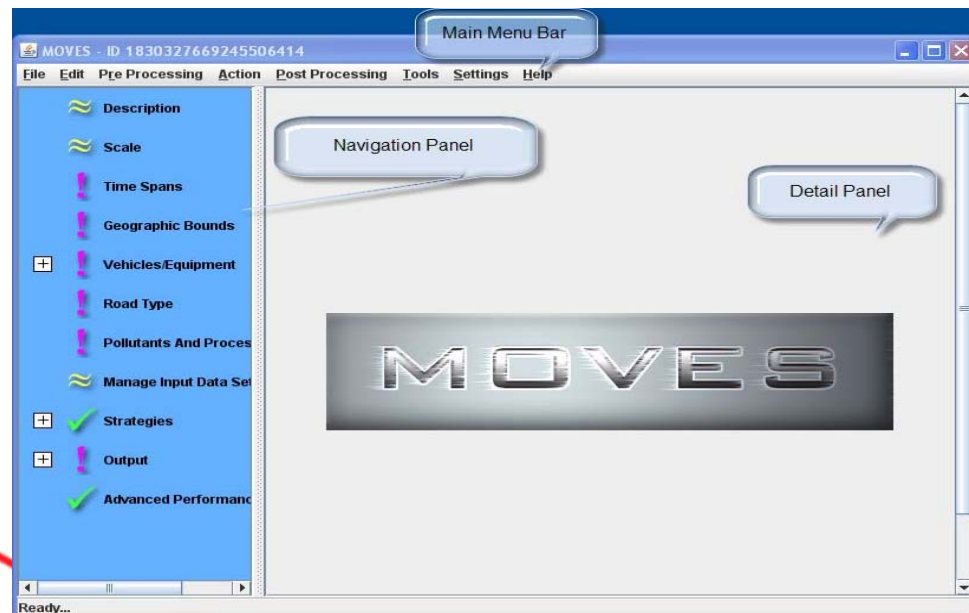 Main Menu Bar
MOVES - ID 1830327669245506414
File Edit Pre Processing Action Post Processing Tools Settings Help
Description
Scale
Navigation Panel
Time Spans
Detail Panel
Geographic Bounds
Vehicles/Equipment
Road Type
Pollutants And Proces
MOVES
Manage Input Data Set
Strategies
Output
Advanced Performanc
Ready...